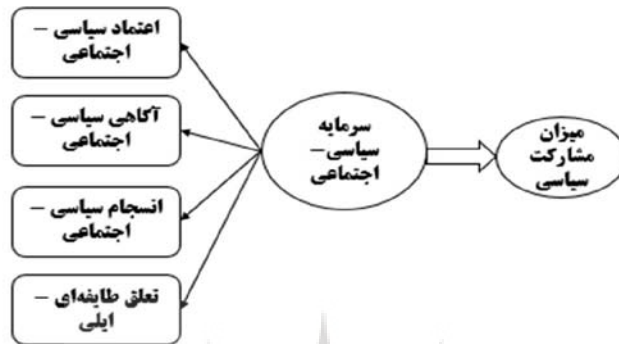 اعتماد سیاسی –
اجتماعی
آگاهی سیاسی –
اجتماعی
انسجام سیاسی –
اجتماعی
تعلق طایفه‌ای –
ایلی
سرمایه
سیاسی–
اجتماعی
میزان
مشارکت
سیاسی